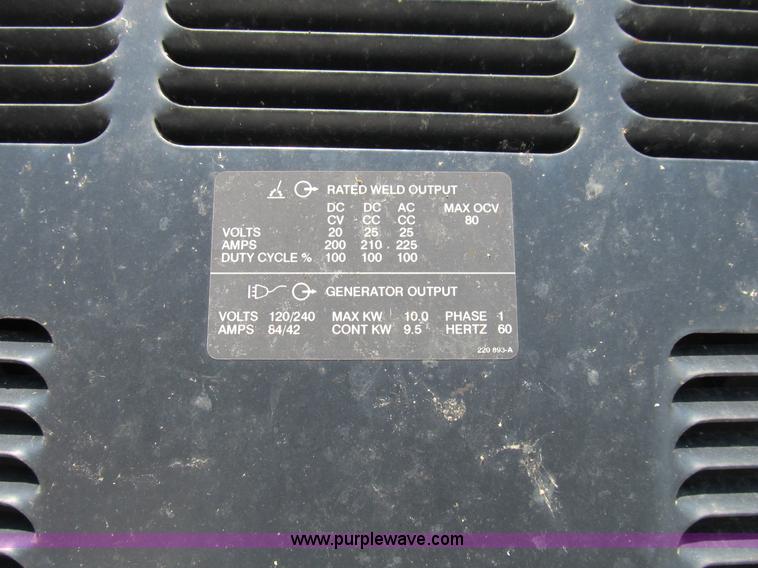 RATED WELD OUTPUT
DC DC AC MAX OCV
CV CC CC 80
VOLTS 20 25 25
AMPS 200 210 225
DUTY CYCLE % 100 100 100
GENERATOR OUTPUT
VOLTS 120/240 MAX KW 10.0 PHASE 1
AMPS 84/42 CONT KW 9.5 HERTZ 60
220 893-A
www.purplewave.com